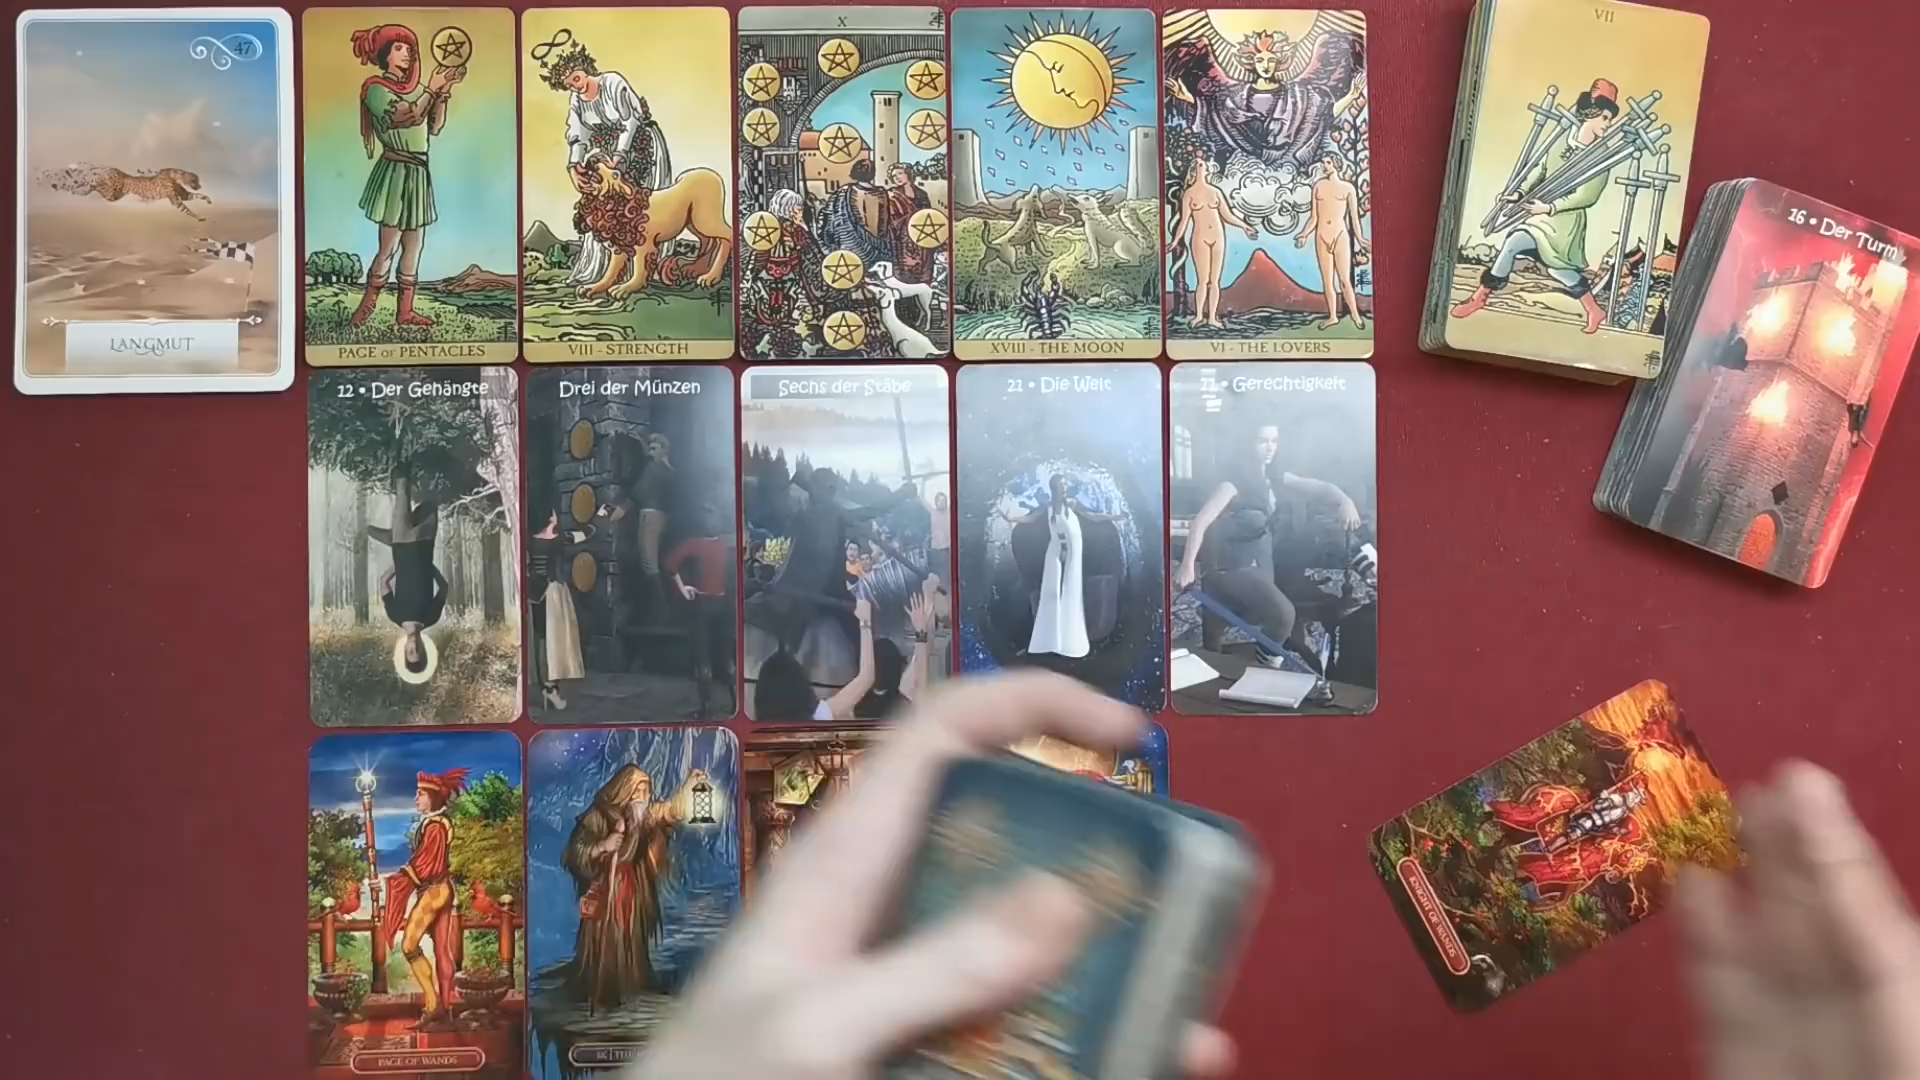 47
LANGMUT
PAGE OF PENTACLES
VIII - STRENGTH
X
XVIII - THE MOON
VI - THE LOVERS
VII
16 • Der Turm
12 • Der Gehängte
Drei der Münzen
Sechs der Stäbe
21 • Die Welt
11 • Gerechtigkeit
PAGE OF WANDS
KNIGHT OF WANDS